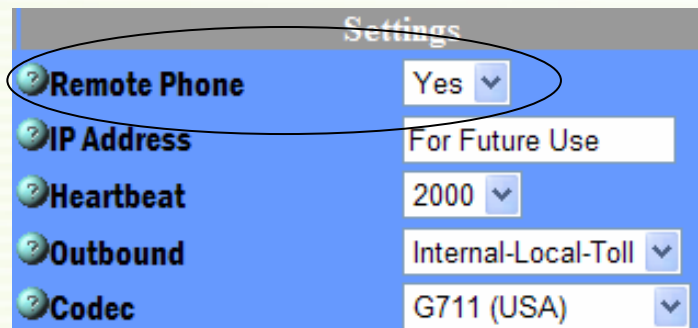 Settings
Remote Phone Yes
IP Address For Future Use
Heartbeat 2000
Outbound Internal-Local-Toll
Codec G711 (USA)